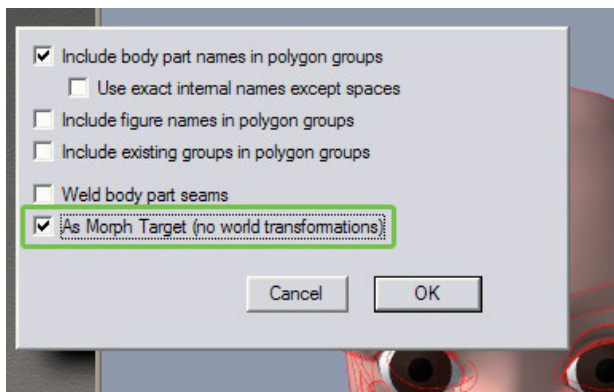 Include body part names in polygon groups
Use exact internal names except spaces
Include figure names in polygon groups
Include existing groups in polygon groups
Weld body part seams
As Morph Target (no world transformations)
Cancel OK